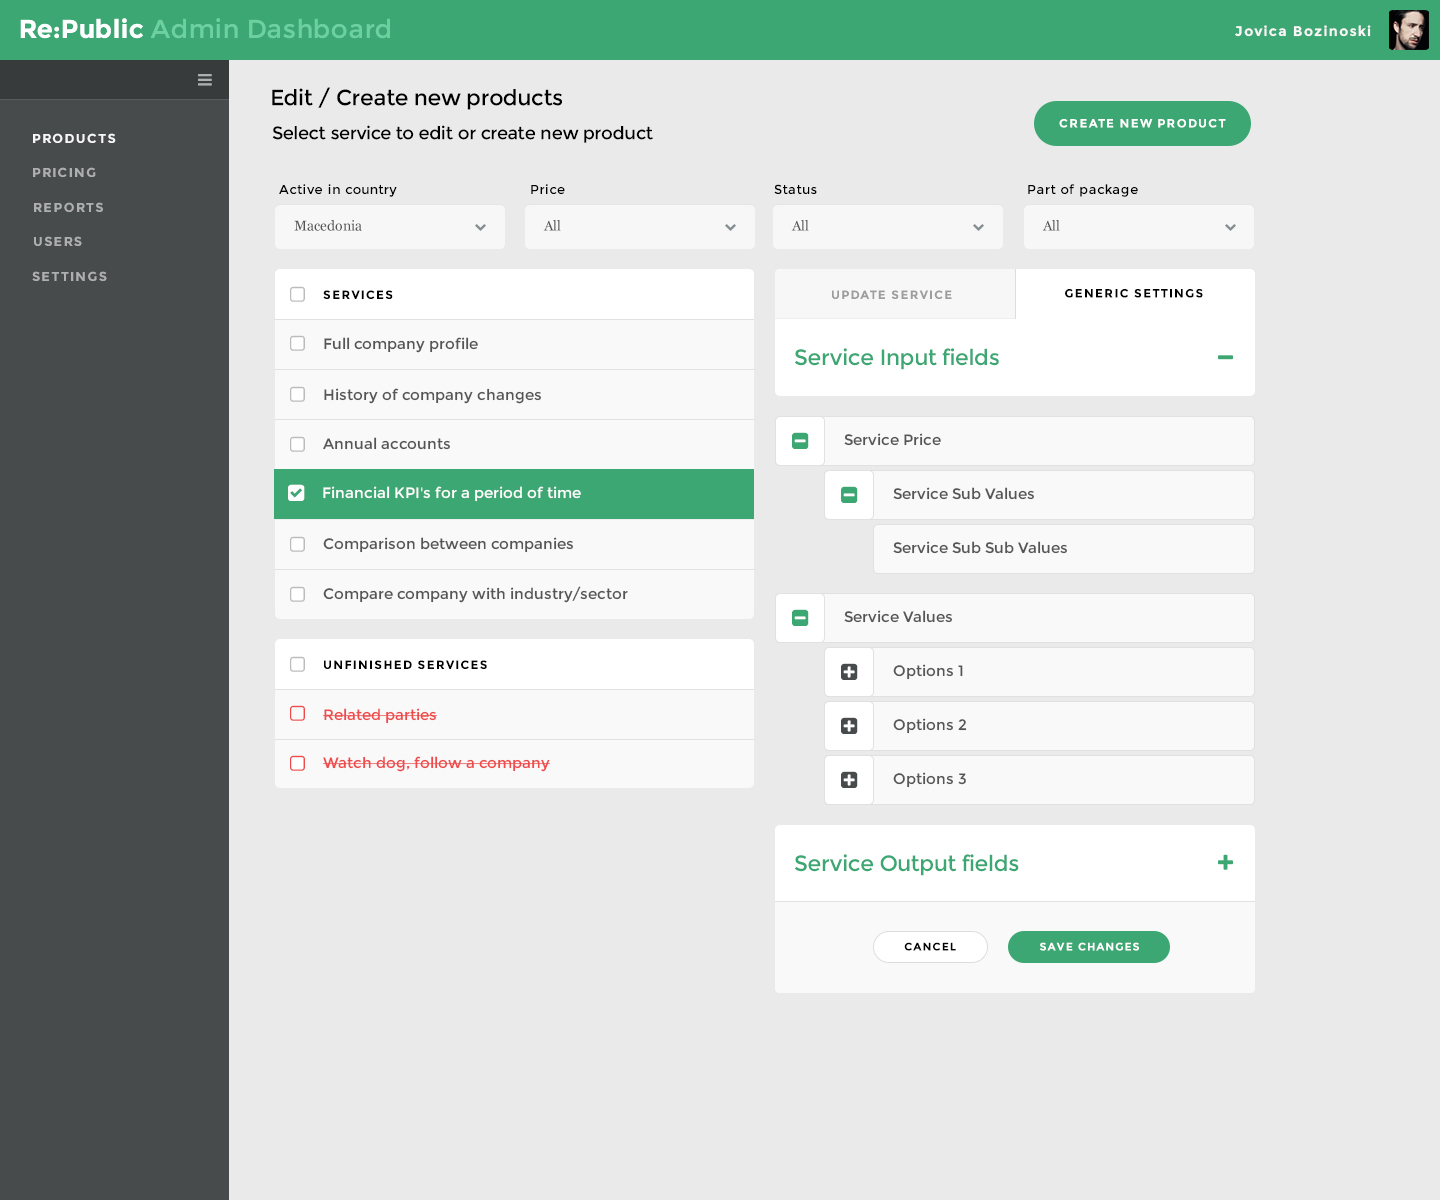 Re:Public Admin Dashboard
Jovica Bozinoski
PRODUCTS
PRICING
REPORTS
USERS
SETTINGS
Edit / Create new products
Select service to edit or create new product
CREATE NEW PRODUCT
Active in country
Price
Status
Part of package
Macedonia
All
All
All
SERVICES
Full company profile
History of company changes
Annual accounts
Financial KPI's for a period of time
Comparison between companies
Compare company with industry/sector
UNFINISHED SERVICES
Related parties
Watch dog, follow a company
UPDATE SERVICE
GENERIC SETTINGS
Service Input fields
Service Price
Service Sub Values
Service Sub Sub Values
Service Values
Options 1
Options 2
Options 3
Service Output fields
CANCEL
SAVE CHANGES